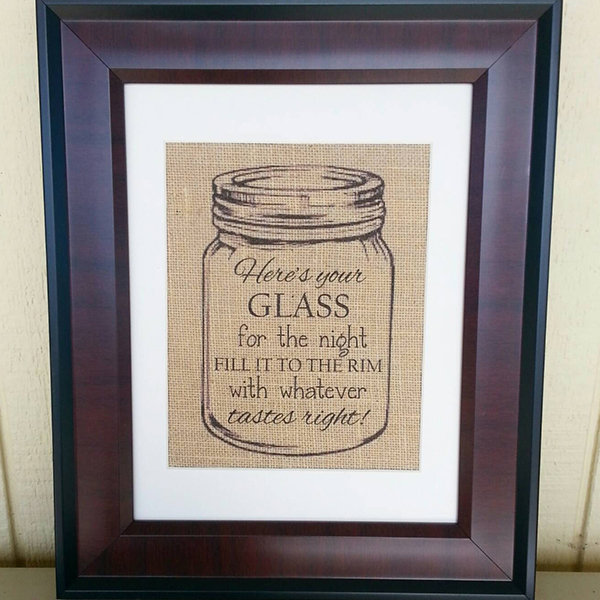 Here's your
GLASS
for the night
FILL IT TO THE RIM
with whatever
tastes right!